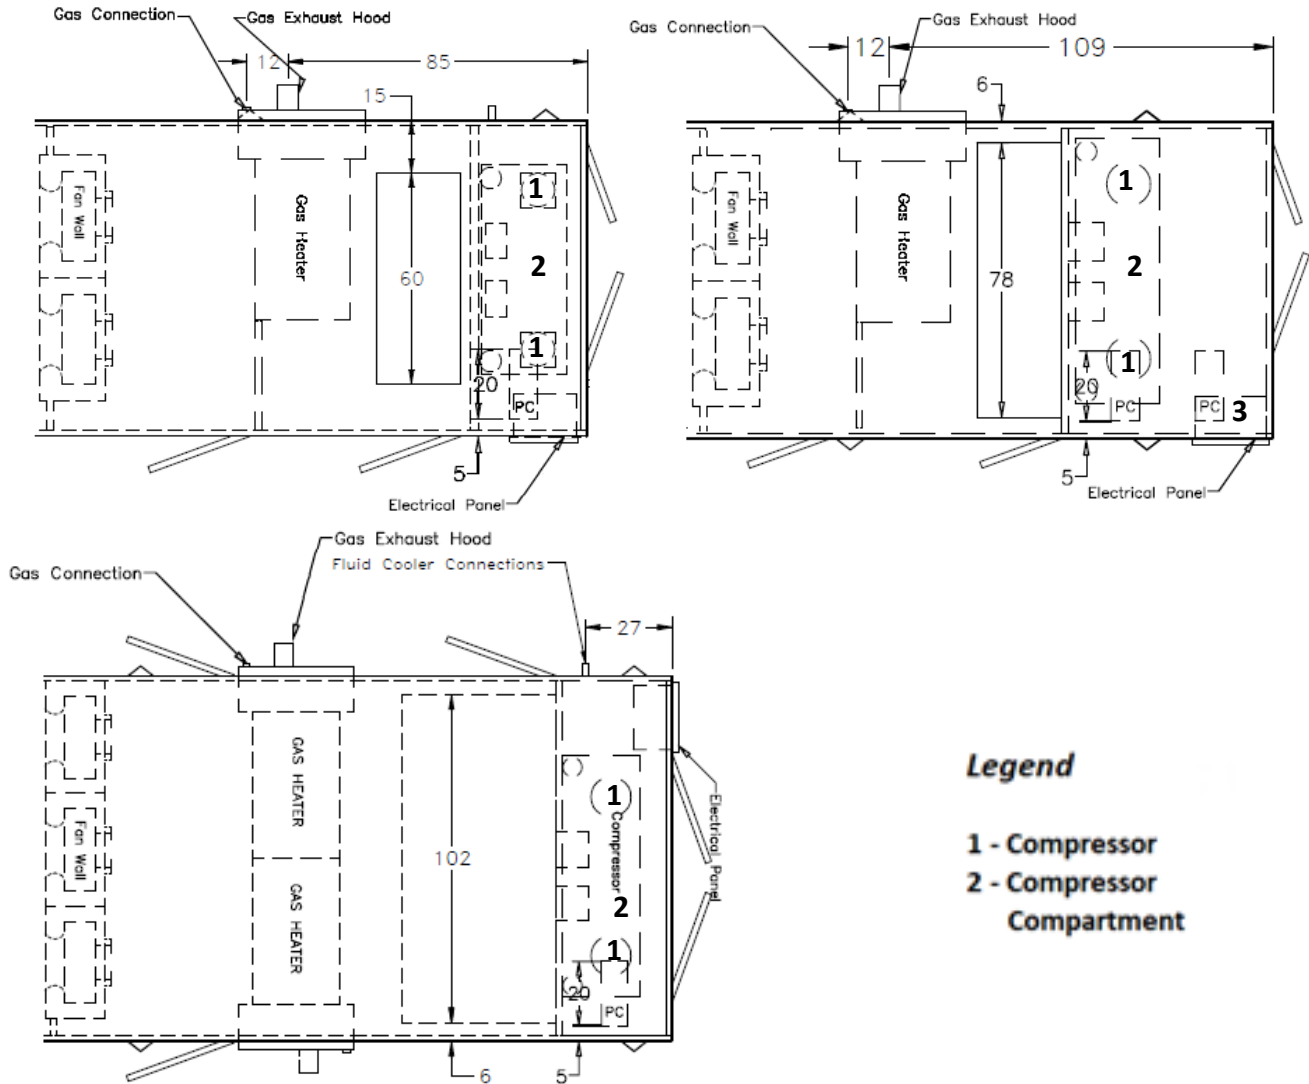 Gas Connection
Gas Exhaust Hood
12
85
15
Fan Wall
Gas Heater
60
1
2
1
20
PC
5
Electrical Panel
Gas Connection
Gas Exhaust Hood
12
109
6
Fan Wall
Gas Heater
78
1
2
1
20
PC
PC
3
5
Electrical Panel
Gas Exhaust Hood
Fluid Cooler Connections
Gas Connection
27
Fan Wall
GAS HEATER
GAS HEATER
102
1
Compressor
2
1
20
PC
Electrical Panel
6
5
Legend
1 - Compressor
2 - Compressor
Compartment